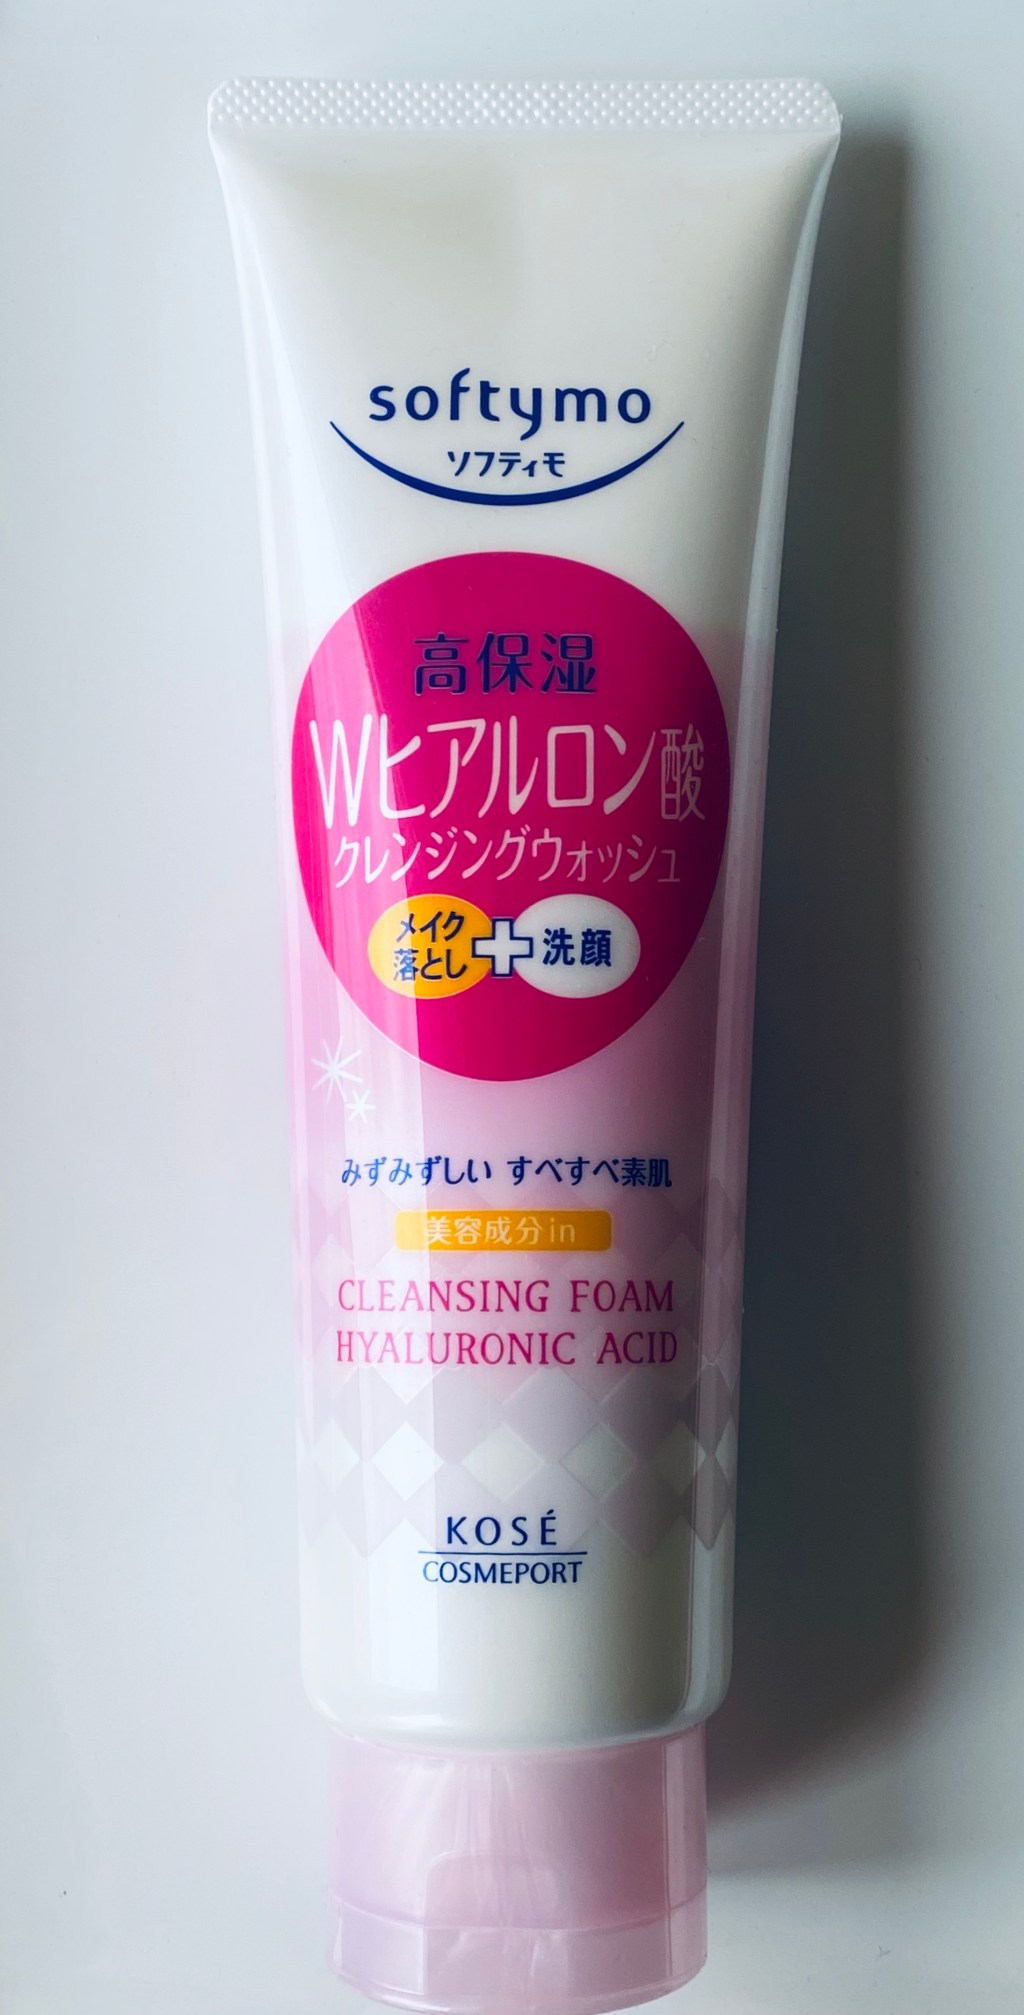 softymo
ソフティモ
高保湿
Wヒアルロン酸
クレンジングウォッシュ
メイク
落とし
+
洗顔
みずみずしい すべすべ素肌
美容成分in
CLEANSING FOAM
HYALURONIC ACID
KOSÉ
COSMEPORT